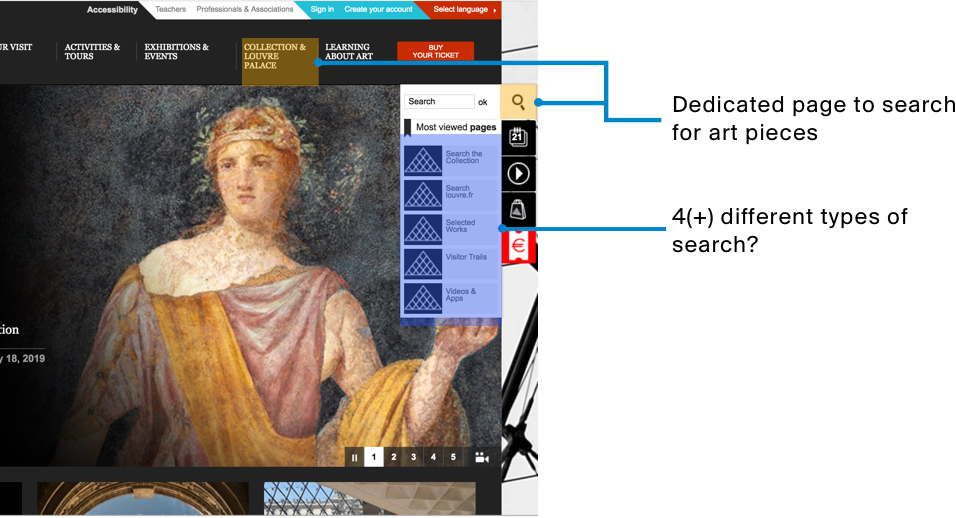 Accessibility
Teachers
Professionals & Associations
Sign in
Create your account
Select language
UR VISIT
ACTIVITIES &
TOURS
EXHIBITIONS &
EVENTS
COLLECTION &
LOUVRE
PALACE
LEARNING
ABOUT ART
BUY
YOUR TICKET
Search
ok
Most viewed pages
21
Search the
Collection
Search
louvre.fr
Selected
Works
€
Visitor Trails
Videos &
Apps
tion
y 18, 2019
1 2 3 4 5
Dedicated page to search
for art pieces
4(+) different types of
search?